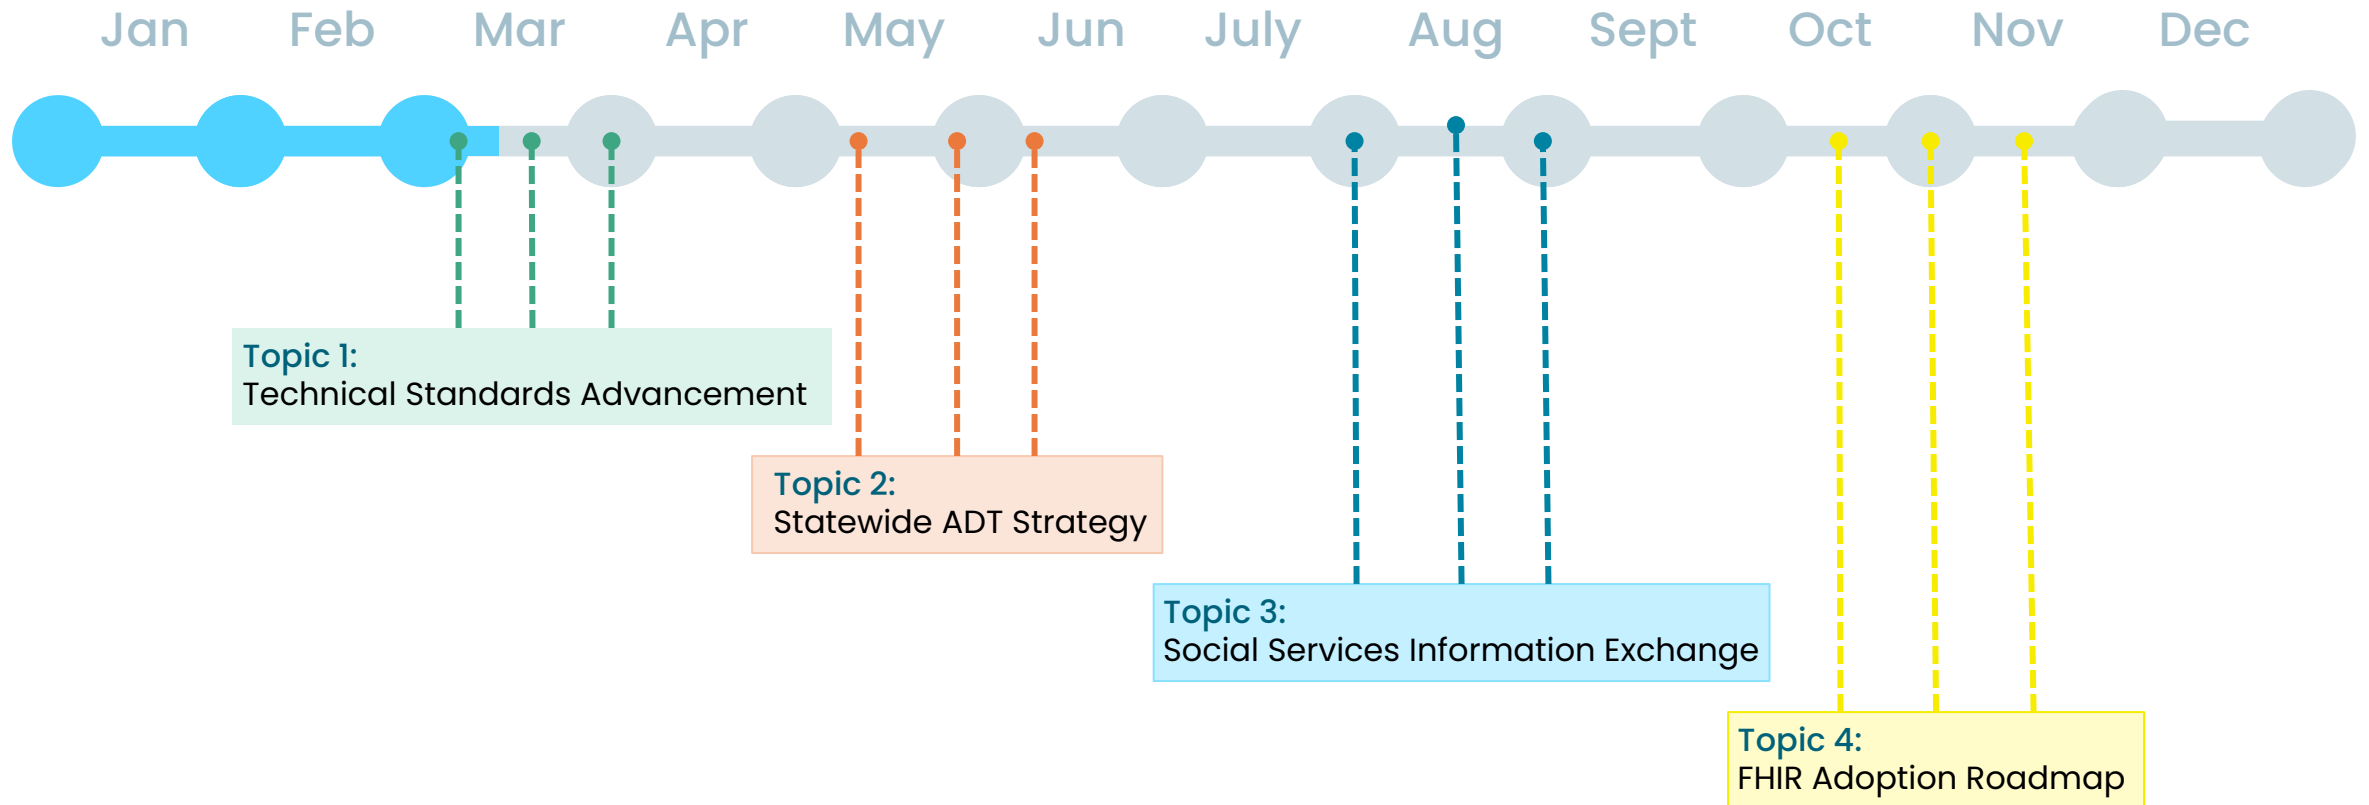 Jan Feb Mar Apr May Jun July Aug Sept Oct Nov Dec
Topic 1:
Technical Standards Advancement
Topic 2:
Statewide ADT Strategy
Topic 3:
Social Services Information Exchange
Topic 4:
FHIR Adoption Roadmap